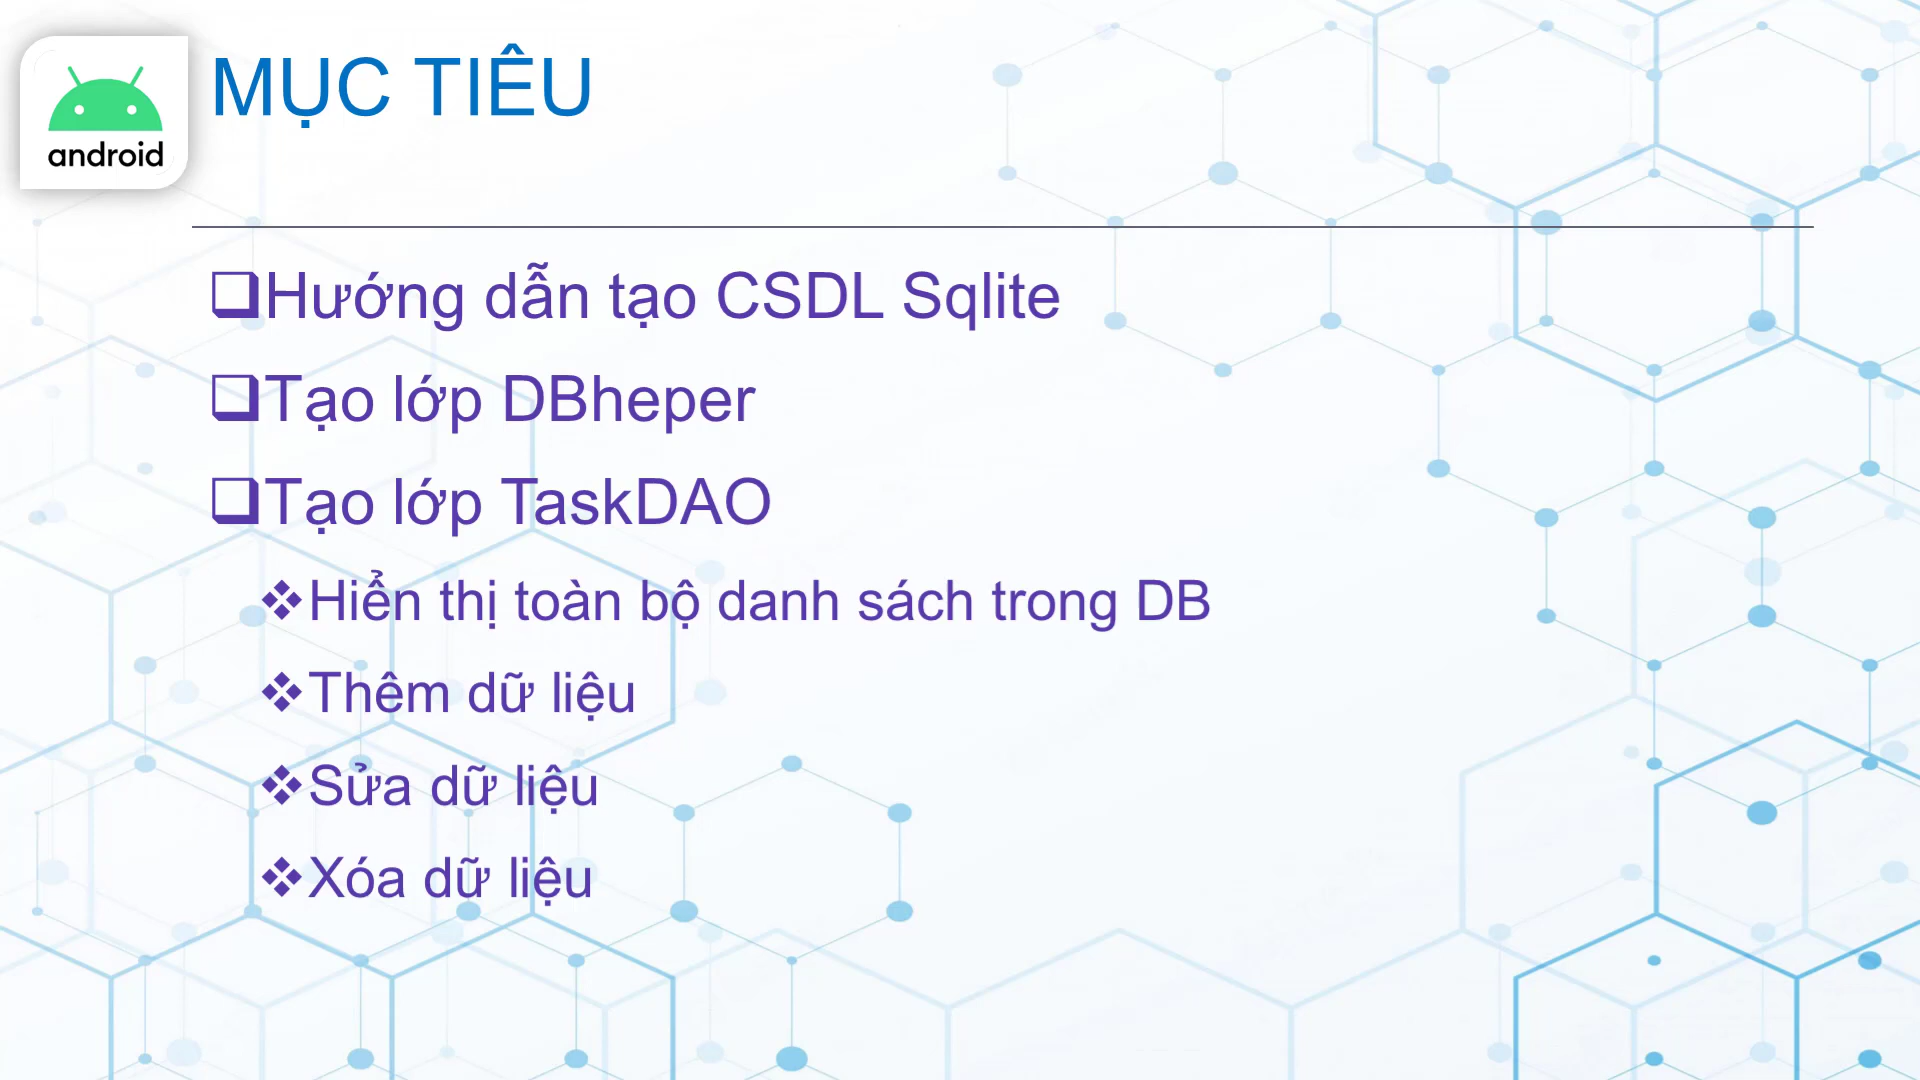 android
MỤC TIÊU
Hướng dẫn tạo CSDL Sqlite
Tạo lớp DBheper
Tạo lớp TaskDAO
Hiển thị toàn bộ danh sách trong DB
Thêm dữ liệu
Sửa dữ liệu
Xóa dữ liệu